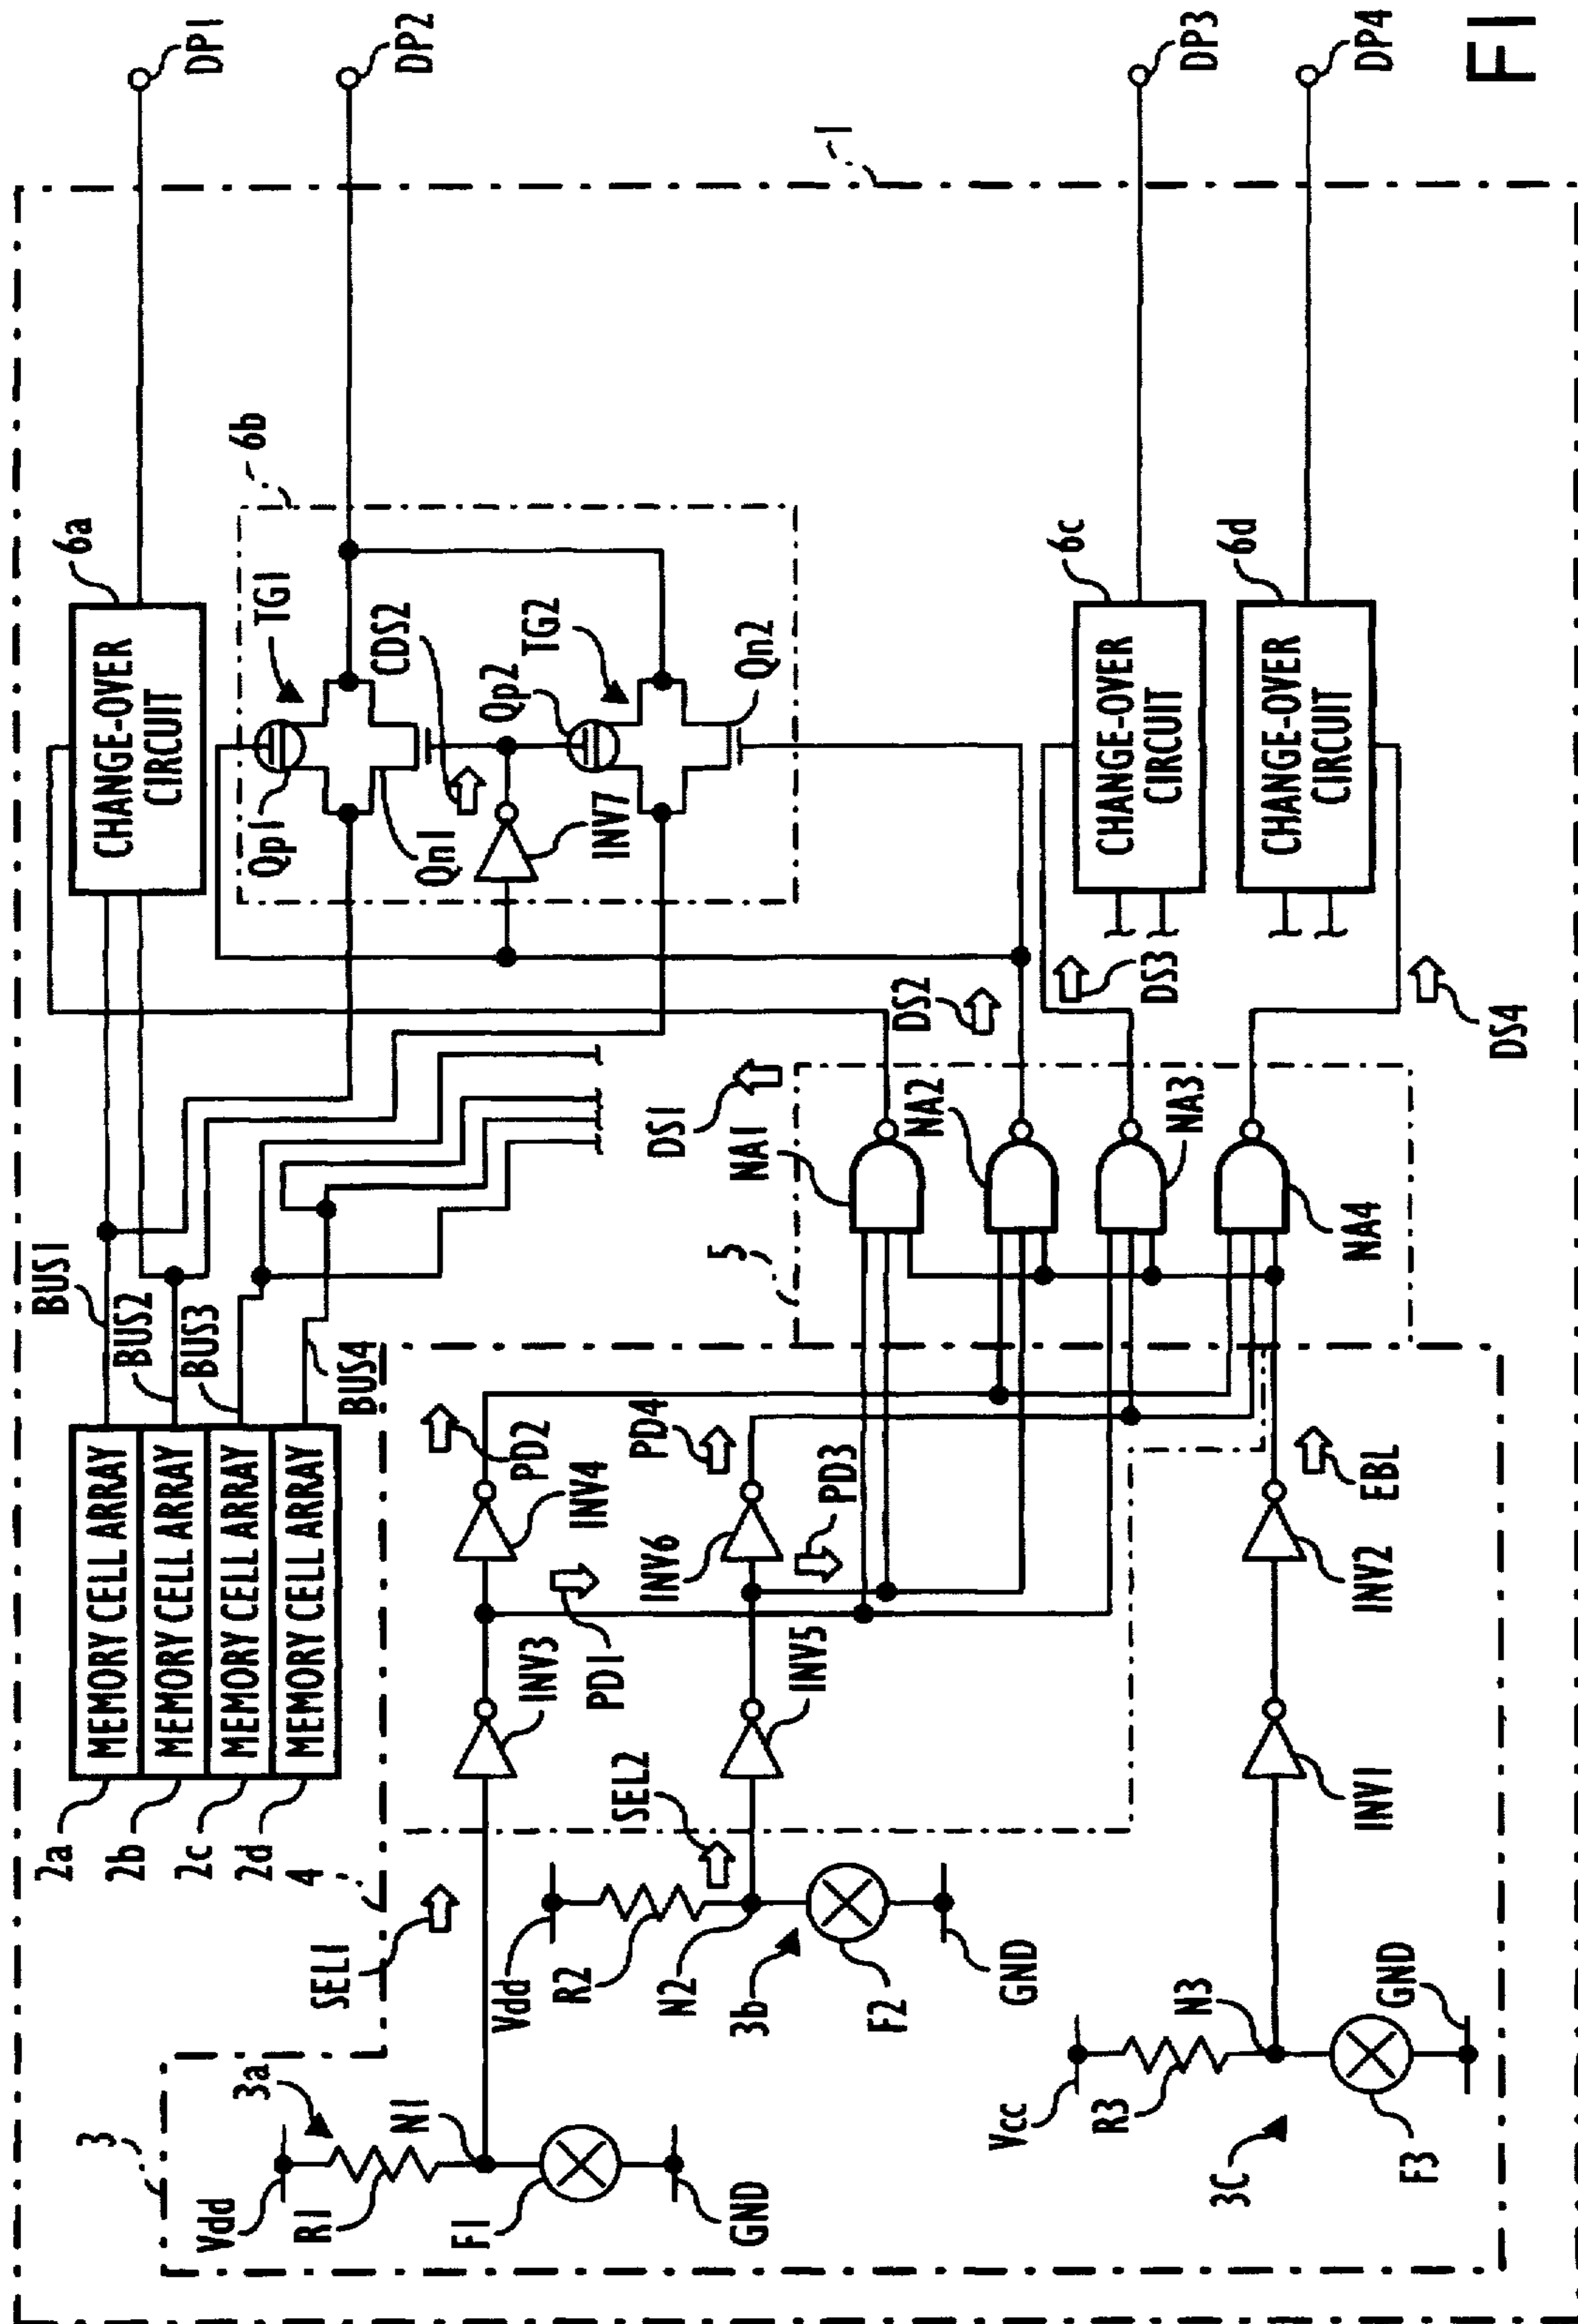 DP1
DP2
DP3
DP4
FI
1
6a
CHANGE-OVER
CIRCUIT
6b
TG1
CDS2
Qp1
Qn1
Qp2
TG2
INV7
Qn2
6c
CHANGE-OVER
CIRCUIT
6d
CHANGE-OVER
CIRCUIT
DS1
DS2
DS3
DS4
NA1
NA2
NA3
NA4
5
BUS1
BUS2
BUS3
BUS4
MEMORY CELL ARRAY
MEMORY CELL ARRAY
MEMORY CELL ARRAY
MEMORY CELL ARRAY
2a
2b
2c
2d
4
PD2
INV4
PD4
PD3
INV6
PD1
INV3
INV5
EBL
INV2
INV1
SEL1
SEL2
Vdd
R2
N2
3b
F2
GND
3
3a
Vdd
R1
N1
F1
GND
Vcc
R3
N3
3C
F3
GND